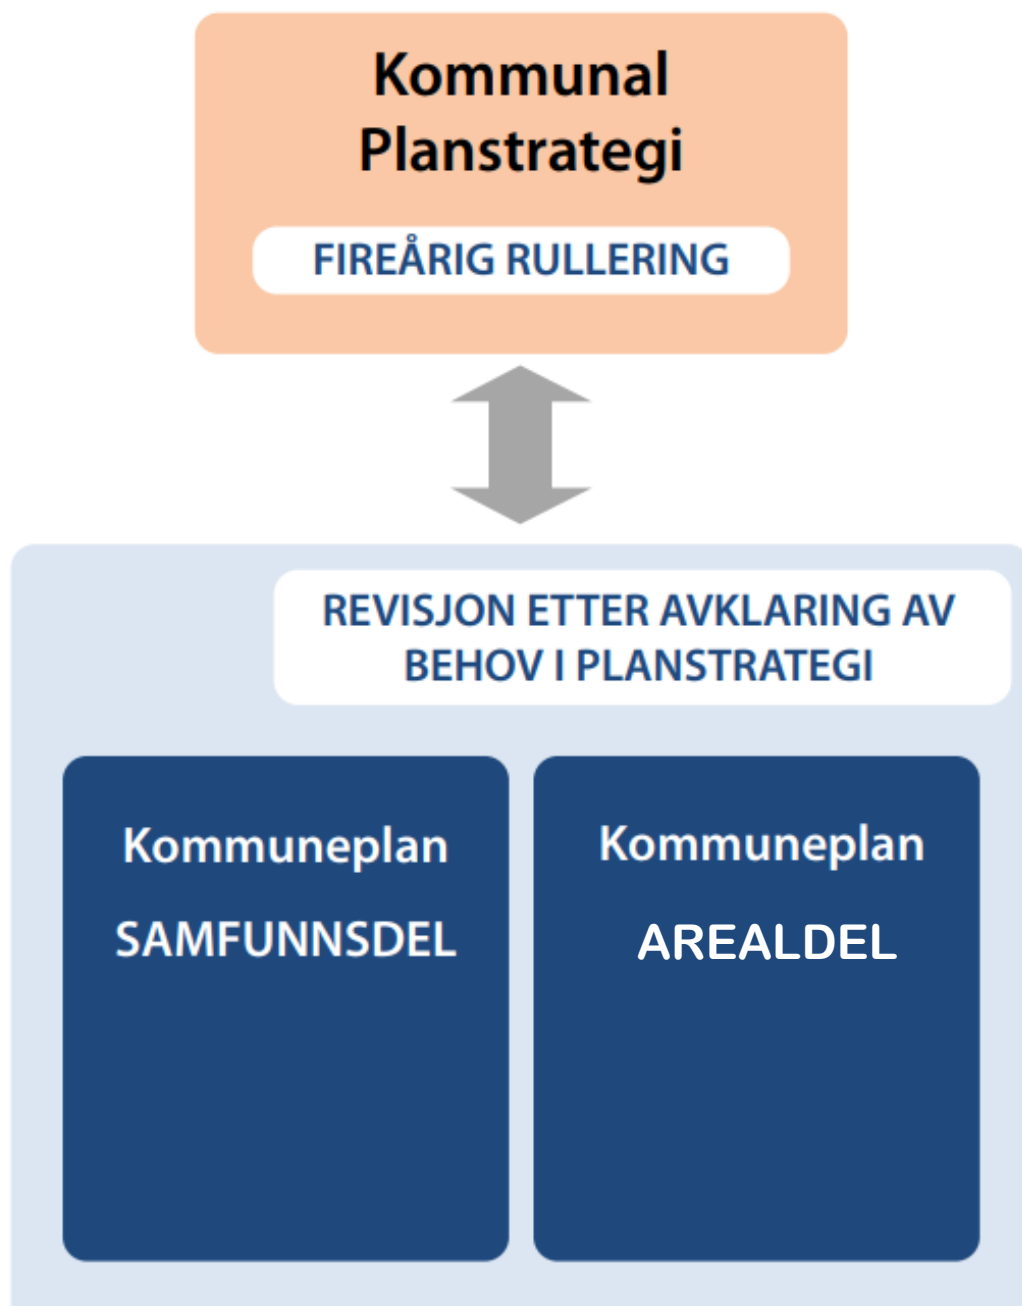 Kommunal
Planstrategi
FIREÅRIG RULLERING
REVISJON ETTER AVKLARING AV
BEHOV I PLANSTRATEGI
Kommuneplan
SAMFUNNSDEL
Kommuneplan
AREALDEL